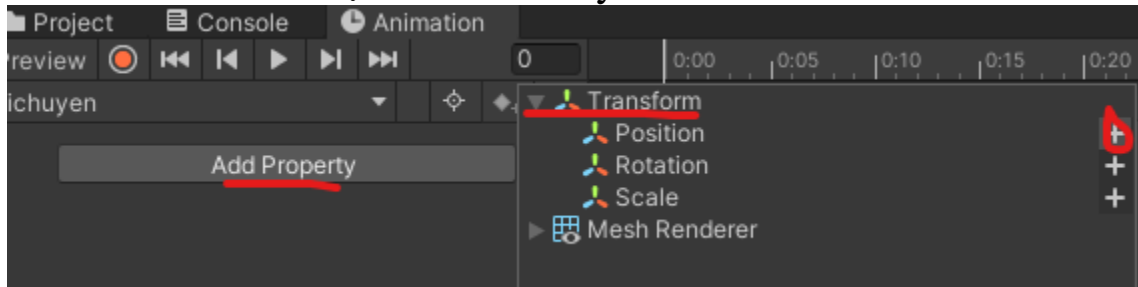 Project Console Animation
Preview 0 0:00 0:05 0:10 0:15 0:20
ichuyen
Transform
Position
Add Property
Rotation
Scale
Mesh Renderer